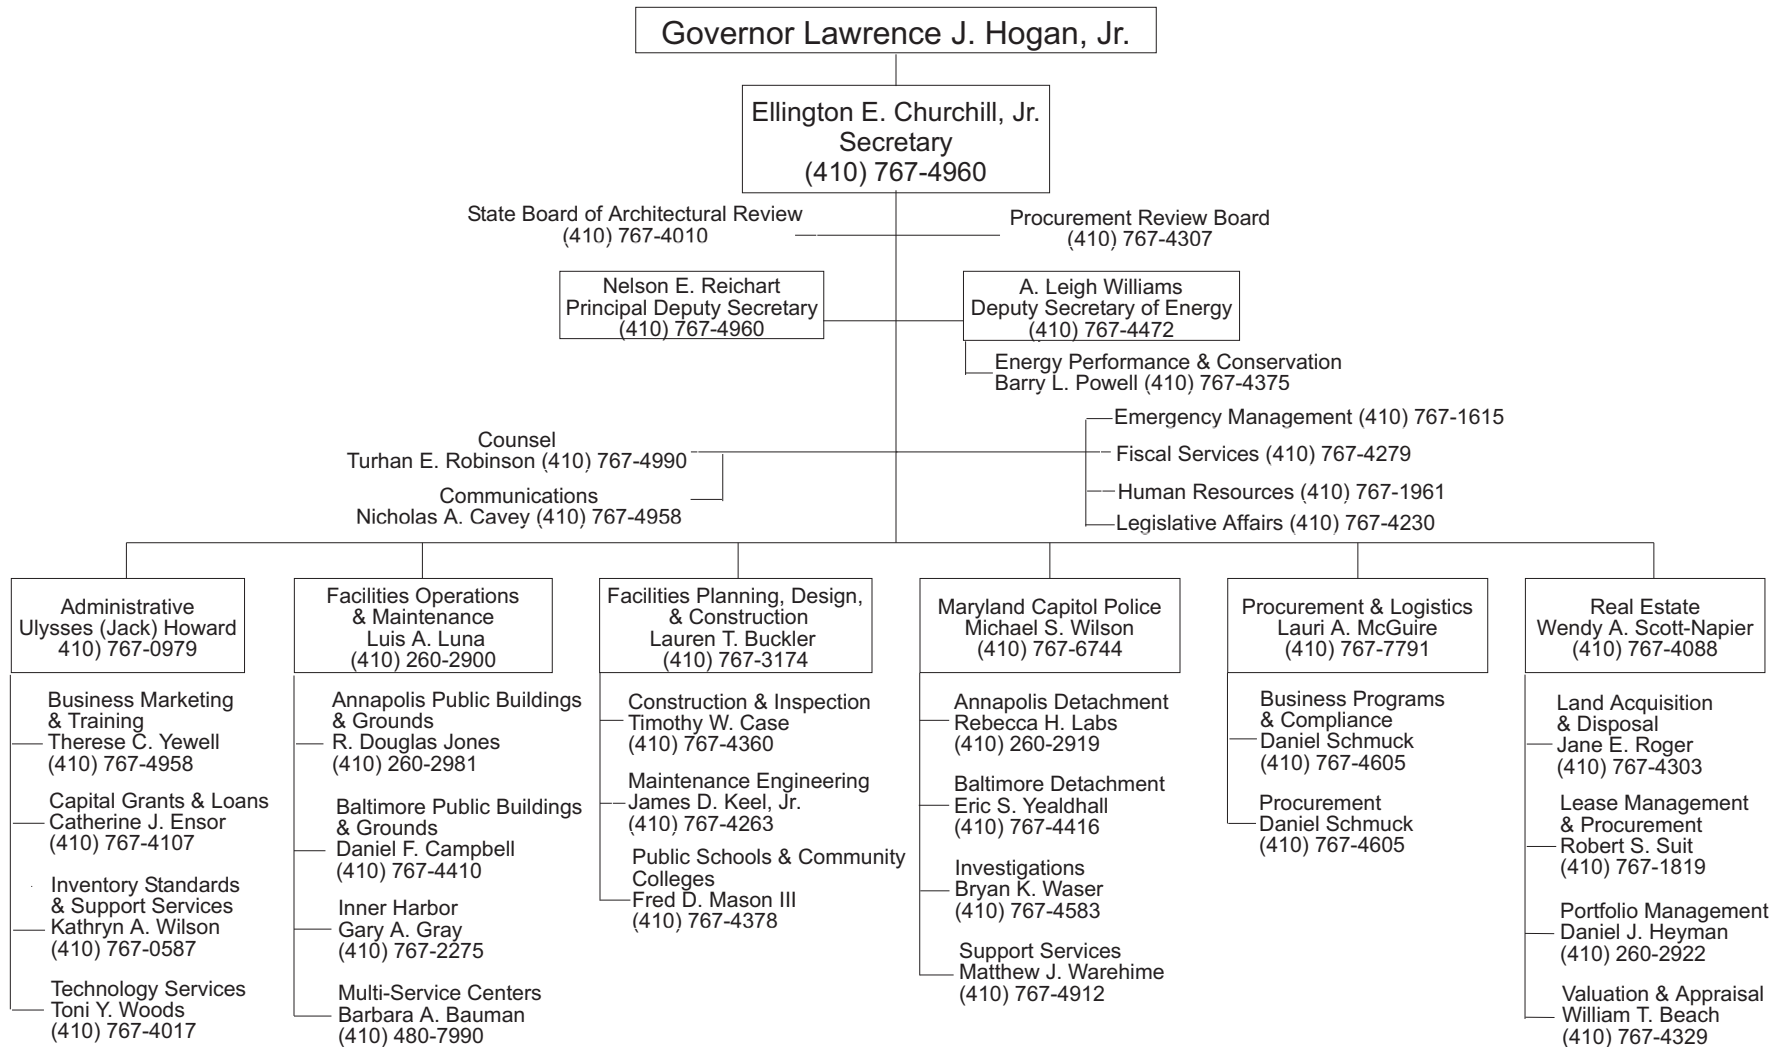 Governor Lawrence J. Hogan, Jr.
Ellington E. Churchill, Jr.
Secretary
(410) 767-4960
State Board of Architectural Review
(410) 767-4010
Procurement Review Board
(410) 767-4307
Nelson E. Reichart
Principal Deputy Secretary
(410) 767-4960
A. Leigh Williams
Deputy Secretary of Energy
(410) 767-4472
Energy Performance & Conservation
Barry L. Powell (410) 767-4375
Counsel
Turhan E. Robinson (410) 767-4990
Communications
Nicholas A. Cavey (410) 767-4958
Emergency Management (410) 767-1615
Fiscal Services (410) 767-4279
Human Resources (410) 767-1961
Legislative Affairs (410) 767-4230
Administrative
Ulysses (Jack) Howard
410) 767-0979
Business Marketing
& Training
Therese C. Yewell
(410) 767-4958
Capital Grants & Loans
Catherine J. Ensor
(410) 767-4107
Inventory Standards
& Support Services
Kathryn A. Wilson
(410) 767-0587
Technology Services
Toni Y. Woods
(410) 767-4017
Facilities Operations
& Maintenance
Luis A. Luna
(410) 260-2900
Annapolis Public Buildings
& Grounds
R. Douglas Jones
(410) 260-2981
Baltimore Public Buildings
& Grounds
Daniel F. Campbell
(410) 767-4410
Inner Harbor
Gary A. Gray
(410) 767-2275
Multi-Service Centers
Barbara A. Bauman
(410) 480-7990
Facilities Planning, Design,
& Construction
Lauren T. Buckler
(410) 767-3174
Construction & Inspection
Timothy W. Case
(410) 767-4360
Maintenance Engineering
James D. Keel, Jr.
(410) 767-4263
Public Schools & Community
Colleges
Fred D. Mason III
(410) 767-4378
Maryland Capitol Police
Michael S. Wilson
(410) 767-6744
Annapolis Detachment
Rebecca H. Labs
(410) 260-2919
Baltimore Detachment
Eric S. Yealdhall
(410) 767-4416
Investigations
Bryan K. Waser
(410) 767-4583
Support Services
Matthew J. Warehime
(410) 767-4912
Procurement & Logistics
Lauri A. McGuire
(410) 767-7791
Business Programs
& Compliance
Daniel Schmuck
(410) 767-4605
Procurement
Daniel Schmuck
(410) 767-4605
Real Estate
Wendy A. Scott-Napier
(410) 767-4088
Land Acquisition
& Disposal
Jane E. Roger
(410) 767-4303
Lease Management
& Procurement
Robert S. Suit
(410) 767-1819
Portfolio Management
Daniel J. Heyman
(410) 260-2922
Valuation & Appraisal
William T. Beach
(410) 767-4329